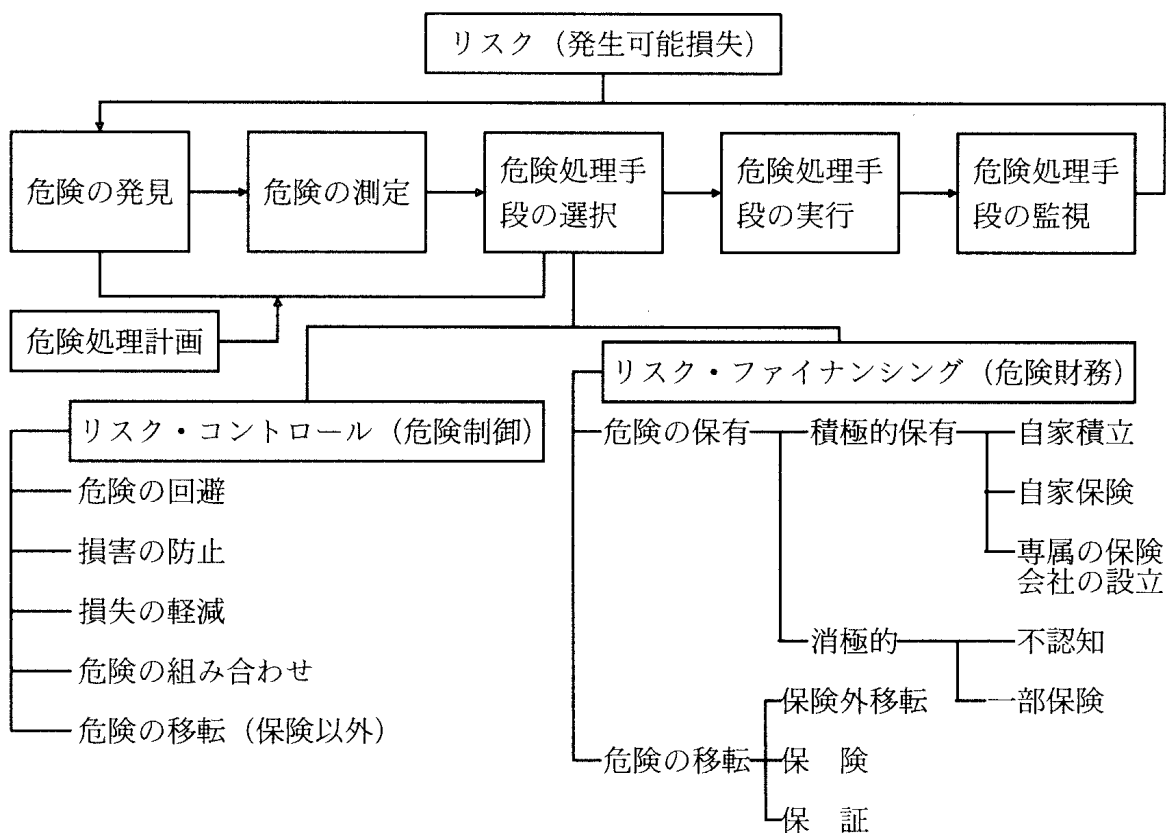 リスク（発生可能損失）
危険の発見
危険の測定
危険処理手
段の選択
危険処理手
段の実行
危険処理手
段の監視
危険処理計画
リスク・コントロール（危険制御）
危険の回避
損害の防止
損失の軽減
危険の組み合わせ
危険の移転（保険以外）
リスク・ファイナンシング（危険財務）
危険の保有
積極的保有
自家積立
自家保険
専属の保険
会社の設立
消極的
不認知
一部保険
危険の移転
保険外移転
保　険
保　証